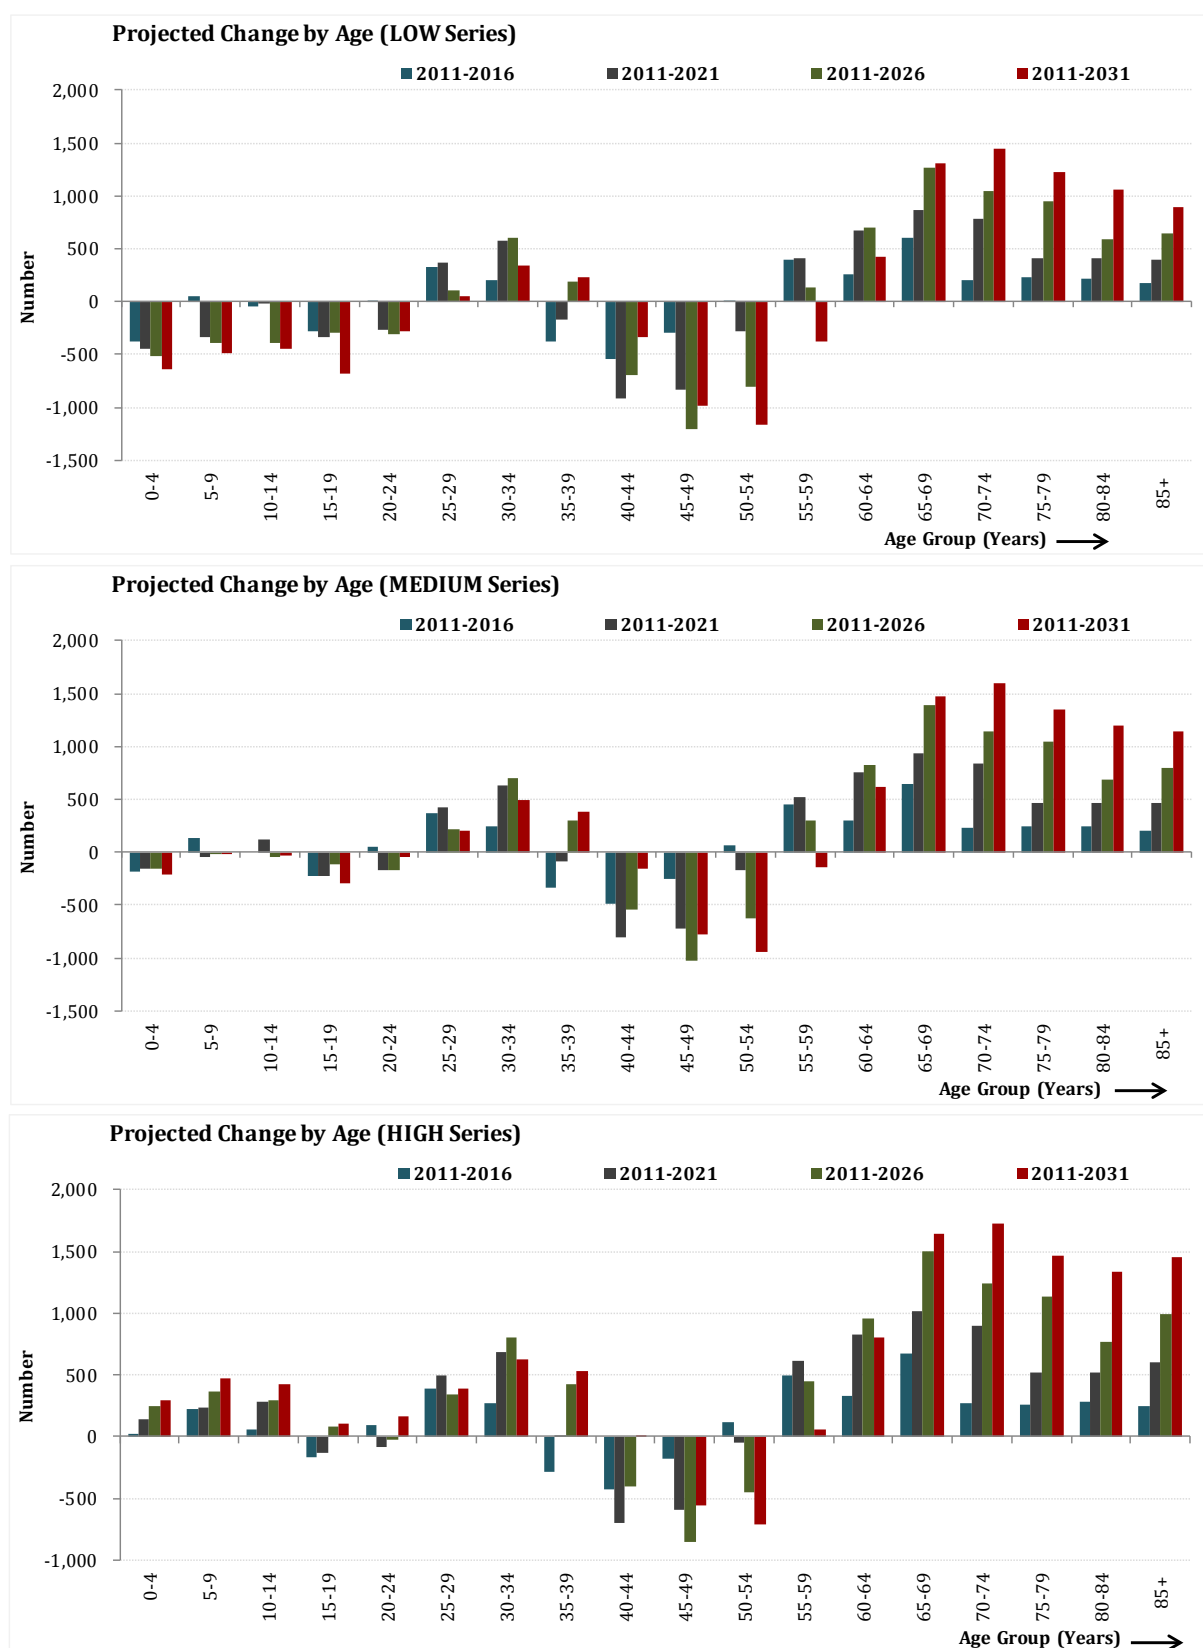 Projected Change by Age (LOW Series)
2011-2016 2011-2021 2011-2026 2011-2031
2,000
1,500
1,000
500
0
-500
-1,000
-1,500
Number
0-4 5-9 10-14 15-19 20-24 25-29 30-34 35-39 40-44 45-49 50-54 55-59 60-64 65-69 70-74 75-79 80-84 85+
Age Group (Years)
Projected Change by Age (MEDIUM Series)
2011-2016 2011-2021 2011-2026 2011-2031
2,000
1,500
1,000
500
0
-500
-1,000
-1,500
Number
0-4 5-9 10-14 15-19 20-24 25-29 30-34 35-39 40-44 45-49 50-54 55-59 60-64 65-69 70-74 75-79 80-84 85+
Age Group (Years)
Projected Change by Age (HIGH Series)
2011-2016 2011-2021 2011-2026 2011-2031
2,000
1,500
1,000
500
0
-500
-1,000
Number
0-4 5-9 10-14 15-19 20-24 25-29 30-34 35-39 40-44 45-49 50-54 55-59 60-64 65-69 70-74 75-79 80-84 85+
Age Group (Years)